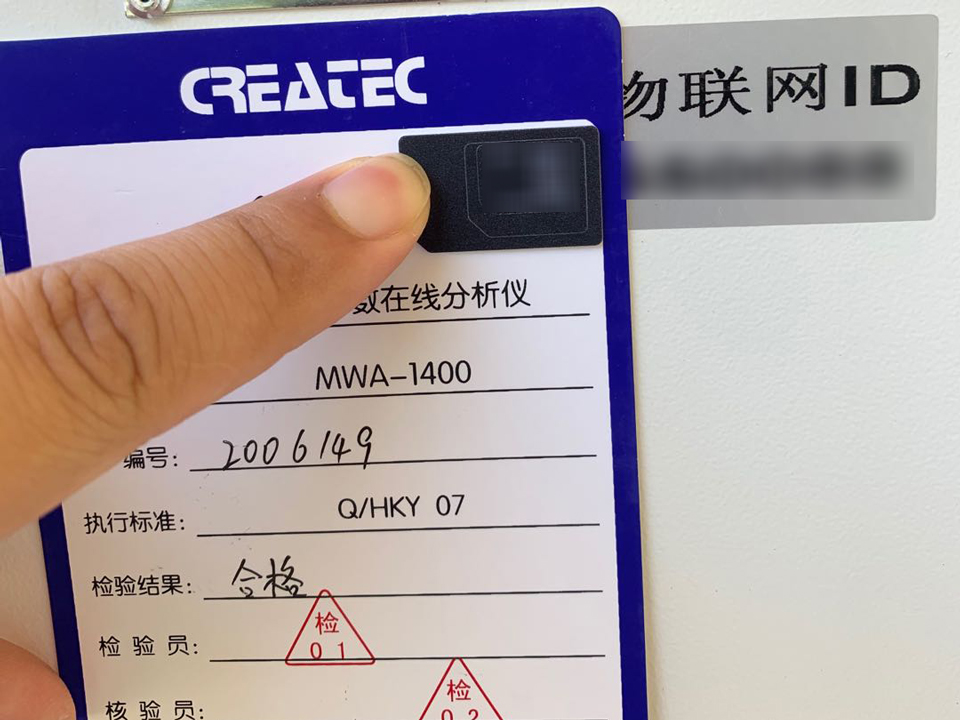 CREATEC
物联网ID
数在线分析仪
MWA-1400
编号: 2006149
执行标准: Q/HKY 07
检验结果: 合格
检验员: 检 01
核验员: 检 02